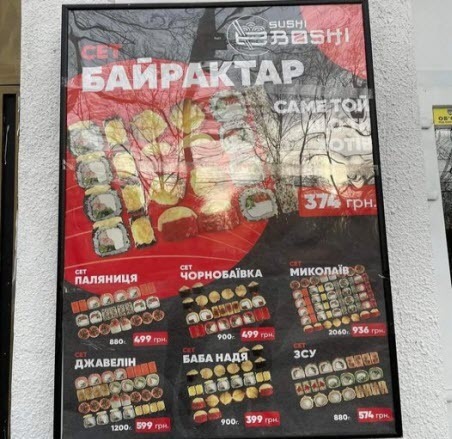 SUSHI
BOSHI
СЕТ
БАЙРАКТАР
САМЕ ТОЙ
374 ГРН.
СЕТ
ПАЛЯНИЦЯ
880г. 499 грн.
СЕТ
ЧОРНОБАЇВКА
900г. 499 грн.
СЕТ
МИКОЛАЇВ
2060г. 936 грн.
СЕТ
ДЖАВЕЛІН
1200г. 599 грн.
СЕТ
БАБА НАДЯ
900г. 399 грн.
СЕТ
ЗСУ
880г. 574 грн.